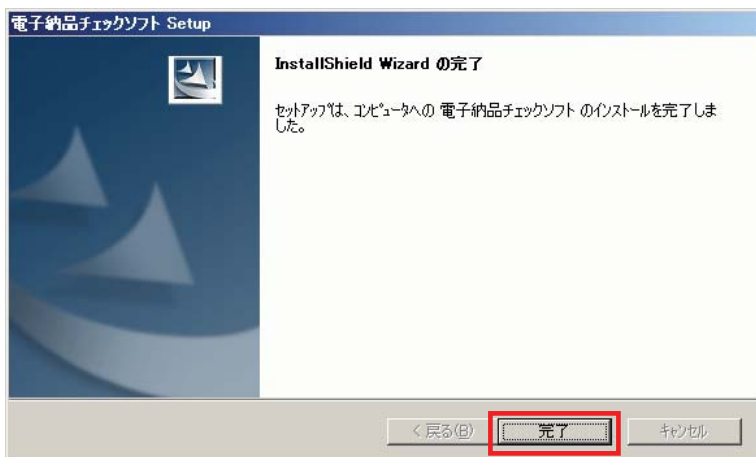 電子納品チェックソフト Setup
InstallShield Wizard の完了
セットアップは、コンピュータへの 電子納品チェックソフト のインストールを完了しま
した。
< 戻る(B)
完了
キャンセル